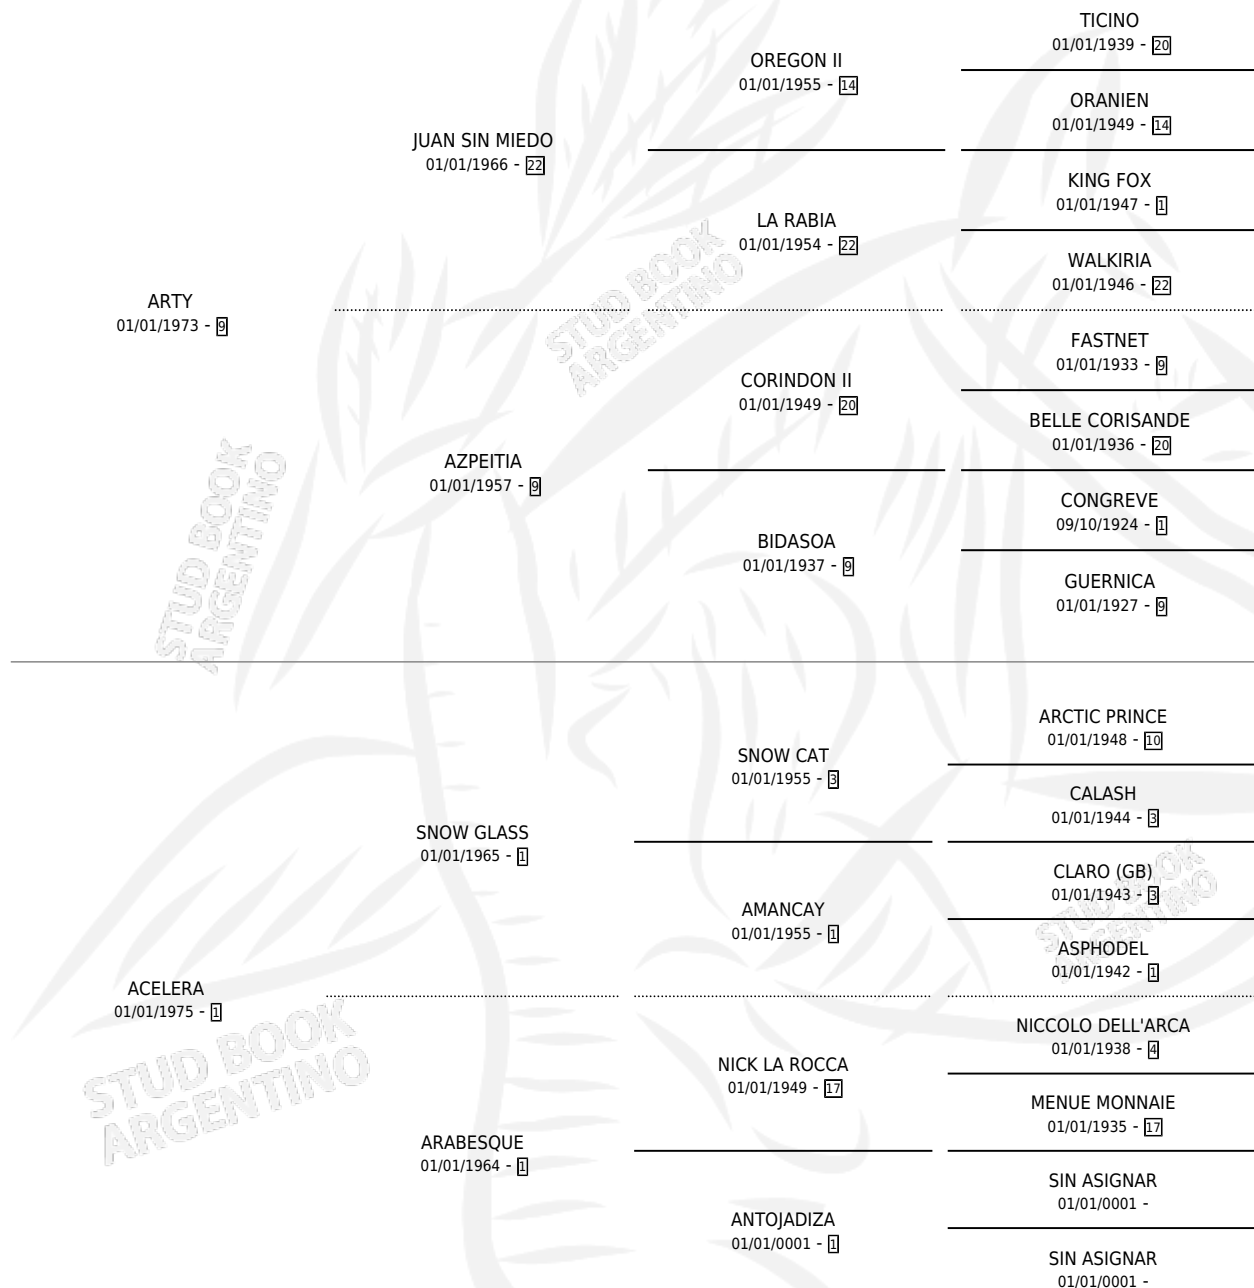 TICINO
01/01/1939 - 20
OREGON II
01/01/1955 - 14
ORANIEN
01/01/1949 - 14
JUAN SIN MIEDO
01/01/1966 - 22
KING FOX
01/01/1947 - 1
LA RABIA
01/01/1954 - 22
WALKIRIA
01/01/1946 - 22
ARTY
01/01/1973 - 9
FASTNET
01/01/1933 - 9
CORINDON II
01/01/1949 - 20
BELLE CORISANDE
01/01/1936 - 20
AZPEITIA
01/01/1957 - 9
CONGREVE
09/10/1924 - 1
BIDASOA
01/01/1937 - 9
GUERNICA
01/01/1927 - 9
ARCTIC PRINCE
01/01/1948 - 10
SNOW CAT
01/01/1955 - 3
CALASH
01/01/1944 - 3
SNOW GLASS
01/01/1965 - 1
CLARO (GB)
01/01/1943 - 3
AMANCAY
01/01/1955 - 1
ASPHODEL
01/01/1942 - 1
ACELERA
01/01/1975 - 1
NICCOLO DELL'ARCA
01/01/1938 - 4
NICK LA ROCCA
01/01/1949 - 17
MENUE MONNAIE
01/01/1935 - 17
ARABESQUE
01/01/1964 - 1
SIN ASIGNAR
01/01/0001 -
ANTOJADIZA
01/01/0001 - 1
SIN ASIGNAR
01/01/0001 -
STUD BOOK
ARGENTINO
STUD BOOK
ARGENTINO
STUD BOOK
ARGENTINO
STUD BOOK
ARGENTINO